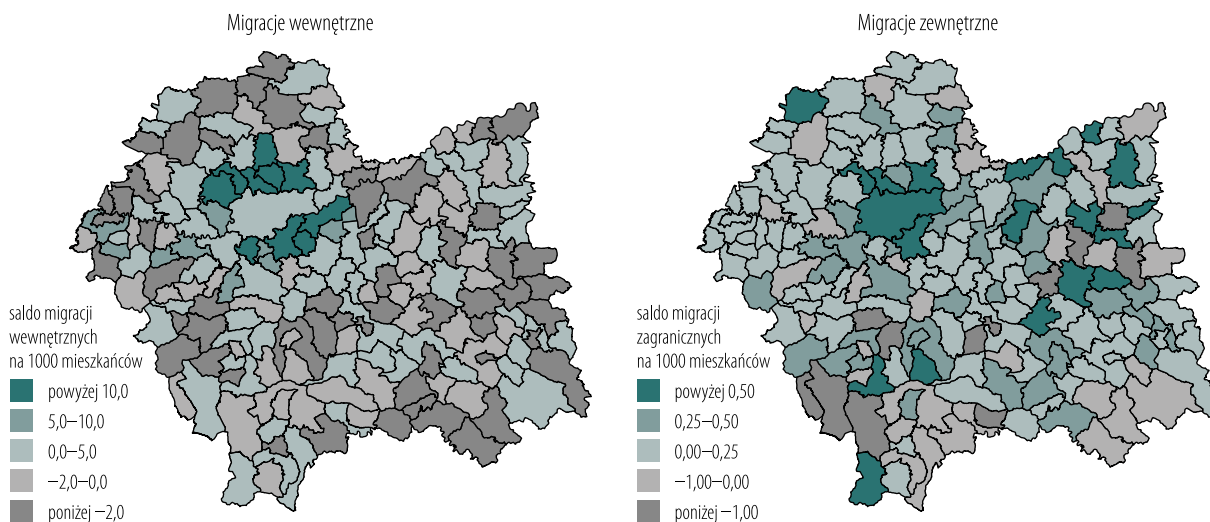 Migracje wewnętrzne
saldo migracji
wewnętrznych
na 1000 mieszkańców
powyżej 10,0
5,0–10,0
0,0–5,0
−2,0–0,0
poniżej −2,0
Migracje zewnętrzne
saldo migracji
zagranicznych
na 1000 mieszkańców
powyżej 0,50
0,25–0,50
0,00–0,25
−1,00–0,00
poniżej −1,00